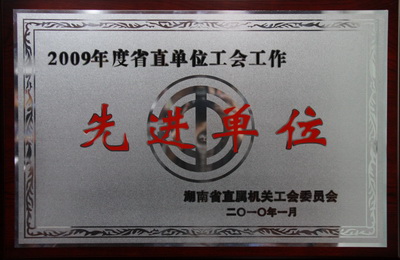 2009年度省直单位工会工作
先进单位
湖南省直属机关工会委员会
二〇一〇年一月